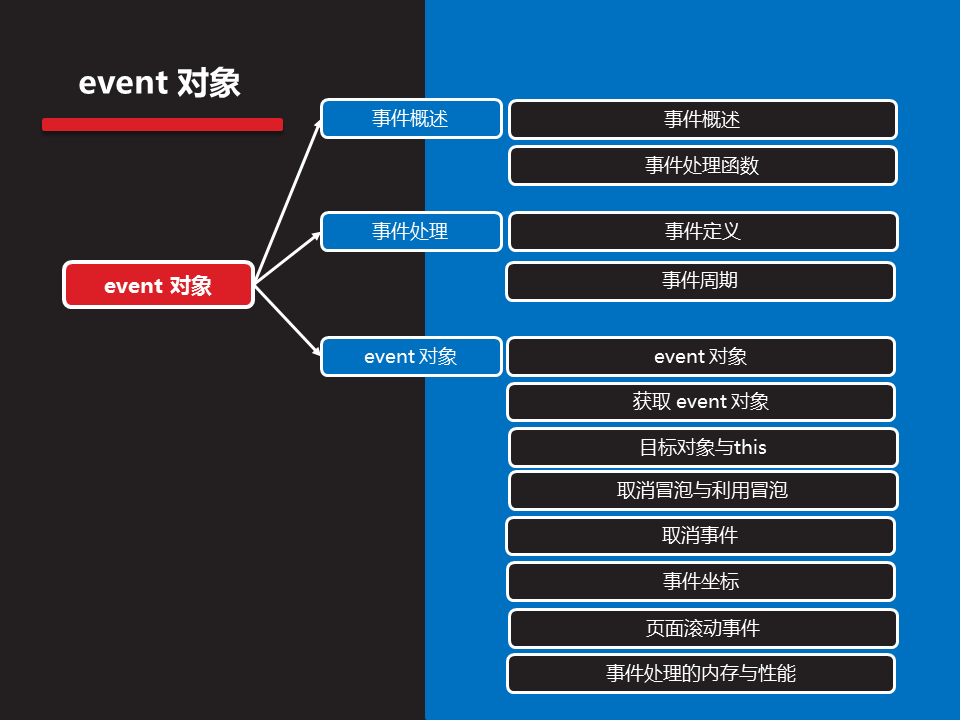 event 对象
event 对象
事件概述
事件概述
事件处理函数
事件处理
事件定义
事件周期
event 对象
event 对象
获取 event 对象
目标对象与this
取消冒泡与利用冒泡
取消事件
事件坐标
页面滚动事件
事件处理的内存与性能